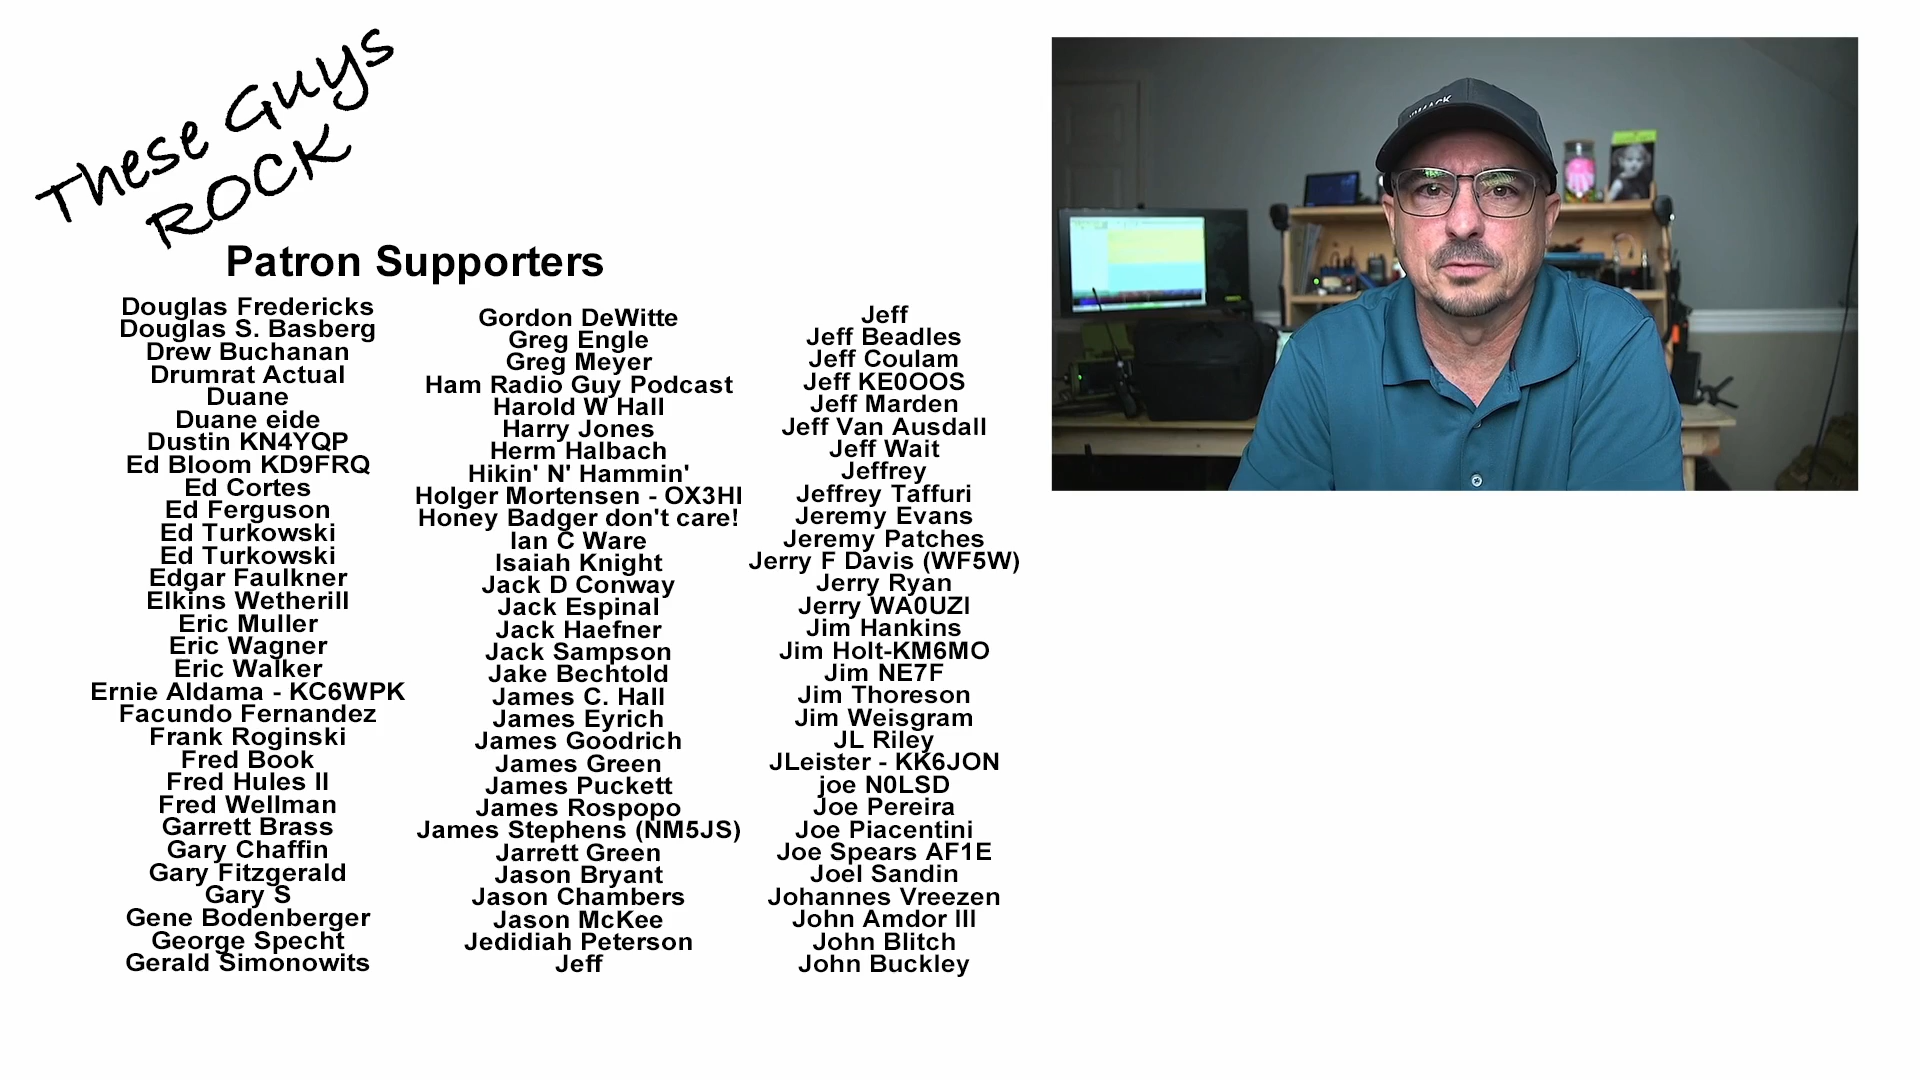 These Guys
ROCK
Patron Supporters
Douglas Fredericks
Douglas S. Basberg
Drew Buchanan
Drumrat Actual
Duane
Duane eide
Dustin KN4YQP
Ed Bloom KD9FRQ
Ed Cortes
Ed Ferguson
Ed Turkowski
Ed Turkowski
Edgar Faulkner
Elkins Wetherill
Eric Muller
Eric Wagner
Eric Walker
Ernie Aldama - KC6WPK
Facundo Fernandez
Frank Roginski
Fred Book
Fred Hules II
Fred Wellman
Garrett Brass
Gary Chaffin
Gary Fitzgerald
Gary S
Gene Bodenberger
George Specht
Gerald Simonowits
Gordon DeWitte
Greg Engle
Greg Meyer
Ham Radio Guy Podcast
Harold W Hall
Harry Jones
Herm Halbach
Hikin' N' Hammin'
Holger Mortensen - OX3HI
Honey Badger don't care!
Ian C Ware
Isaiah Knight
Jack D Conway
Jack Espinal
Jack Haefner
Jack Sampson
Jake Bechtold
James C. Hall
James Eyrich
James Goodrich
James Green
James Puckett
James Rospopo
James Stephens (NM5JS)
Jarrett Green
Jason Bryant
Jason Chambers
Jason McKee
Jedidiah Peterson
Jeff
Jeff
Jeff Beadles
Jeff Coulam
Jeff KE0OOS
Jeff Marden
Jeff Van Ausdall
Jeff Wait
Jeffrey
Jeffrey Taffuri
Jeremy Evans
Jeremy Patches
Jerry F Davis (WF5W)
Jerry Ryan
Jerry WA0UZI
Jim Hankins
Jim Holt-KM6MO
Jim NE7F
Jim Thoreson
Jim Weisgram
JL Riley
JLeister - KK6JON
joe N0LSD
Joe Pereira
Joe Piacentini
Joe Spears AF1E
Joel Sandin
Johannes Vreezen
John Amdor III
John Blitch
John Buckley